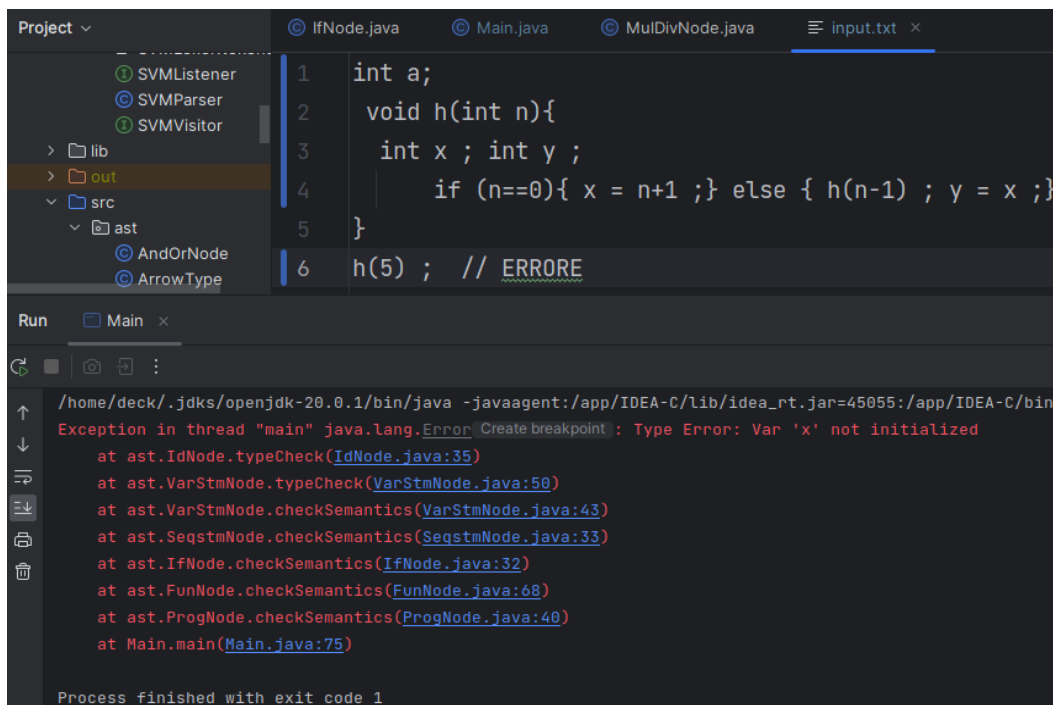 Project
IfNode.java
Main.java
MulDivNode.java
input.txt
SVMListener
SVMParser
SVMVisitor
lib
out
src
ast
AndOrNode
ArrowType
1 int a;
2 void h(int n){
3 int x ; int y ;
4 if (n==0){ x = n+1 ;} else { h(n-1) ; y = x ;}
5 }
6 h(5) ; // ERRORE
Run Main
/home/deck/.jdks/openjdk-20.0.1/bin/java -javaagent:/app/IDEA-C/lib/idea_rt.jar=45055:/app/IDEA-C/bin
Exception in thread "main" java.lang.Error Create breakpoint : Type Error: Var 'x' not initialized
at ast.IdNode.typeCheck(IdNode.java:35)
at ast.VarStmNode.typeCheck(VarStmNode.java:50)
at ast.VarStmNode.checkSemantics(VarStmNode.java:43)
at ast.SeqstmNode.checkSemantics(SeqstmNode.java:33)
at ast.IfNode.checkSemantics(IfNode.java:32)
at ast.FunNode.checkSemantics(FunNode.java:68)
at ast.ProgNode.checkSemantics(ProgNode.java:40)
at Main.main(Main.java:75)
Process finished with exit code 1